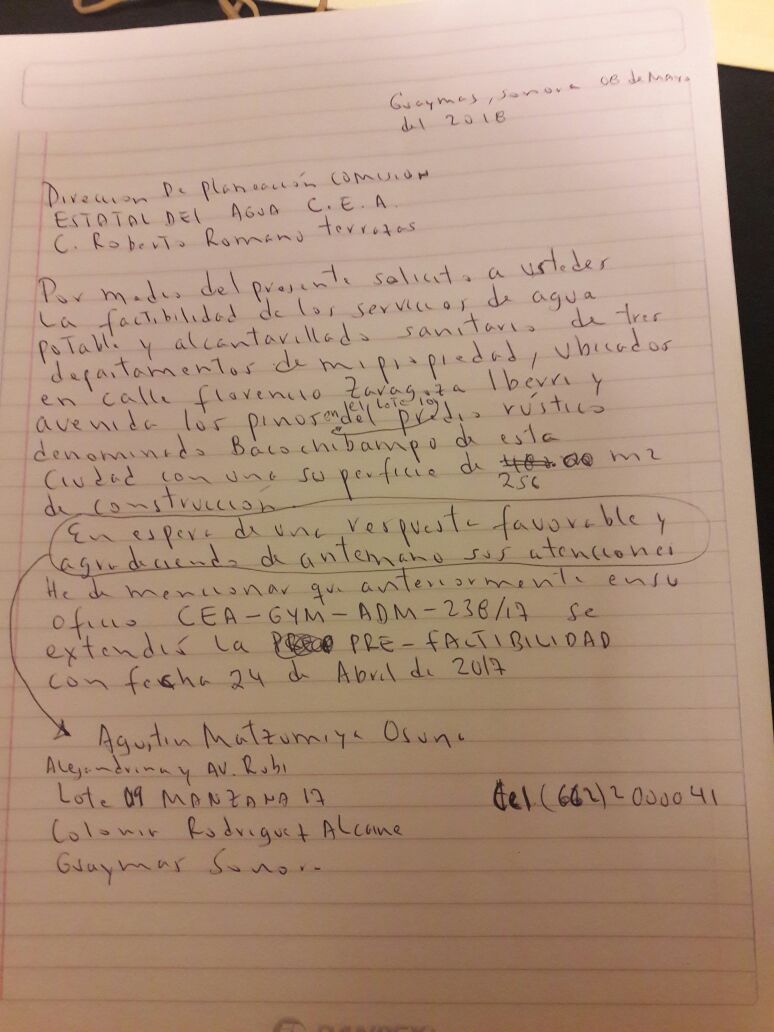 Guaymas, Sonora 08 de Mayo
del 2018
Direccion De planeación COMISION
ESTATAL DEL AGUA C.E.A.
C. Roberto Romano terrazas
Por medio del presente solicito a ustedes
La factibilidad de los servicios de agua
potable y alcantarillado sanitario de tres
departamentos de mi propiedad, ubicados
en calle florencio Zaragoza Iberri y
el Lote 109
avenida los pinos en del predio rústico
denominado Bacochibampo de esta
Ciudad con una superficie de m2
256
de construcción.
En espera de una respuesta favorable y
agradeciendo de antemano sus atenciones
He de mencionar que anteriormente en su
oficio CEA-GYM-ADM-238/17 se
extendió la PRE-fACTIBILIDAD
con fecha 24 de Abril de 2017
Agustin Matzumiya Osuna
Alejandrina y AV. Rubi
Lote 09 MANZANA 17 tel (662) 2 000041
Colonia Rodriguez Alcaine
Guaymas Sonora